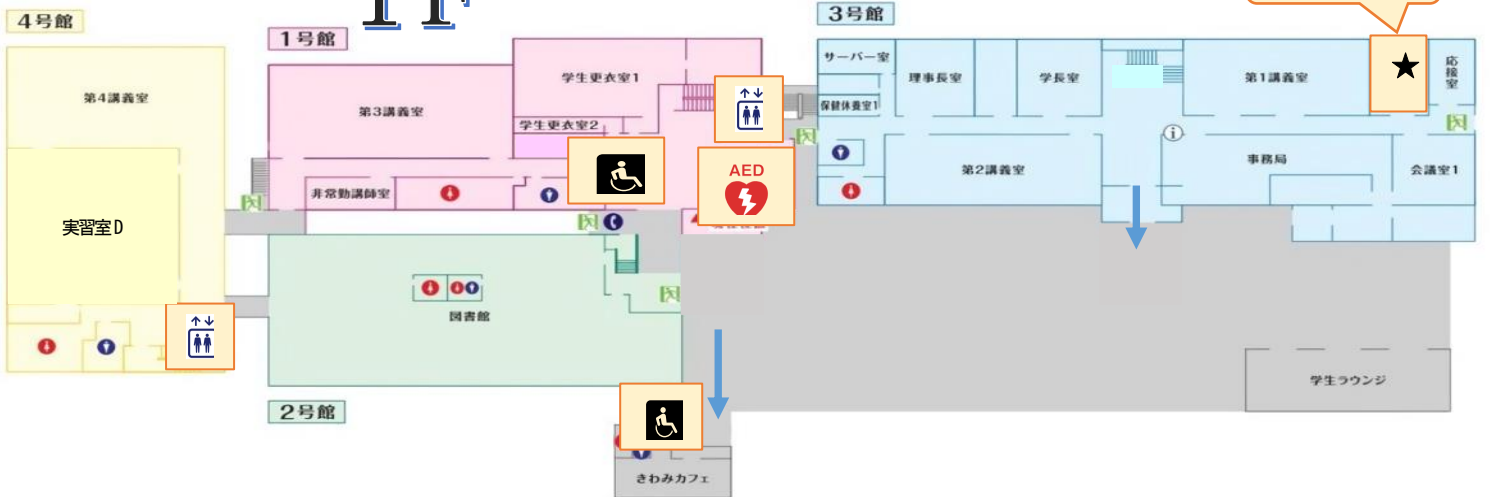 1F
4号館
1号館
3号館
第4講義室
第3講義室
学生更衣室1
学生更衣室2
サーバー室
理事長室
学長室
第1講義室
応接室
保健休養室1
非常勤講師室
AED
第2講義室
事務局
会議室1
実習室D
図書館
2号館
学生ラウンジ
きわみカフェ